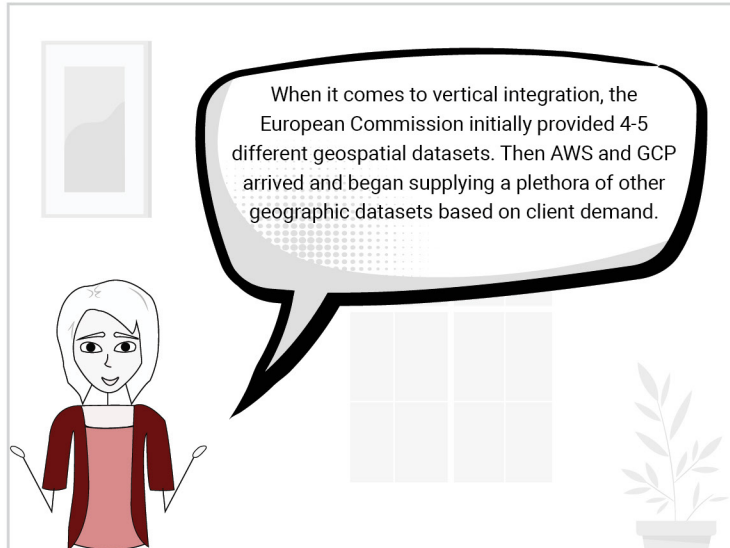 When it comes to vertical integration, the
European Commission initially provided 4-5
different geospatial datasets. Then AWS and GCP
arrived and began supplying a plethora of other
geographic datasets based on client demand.